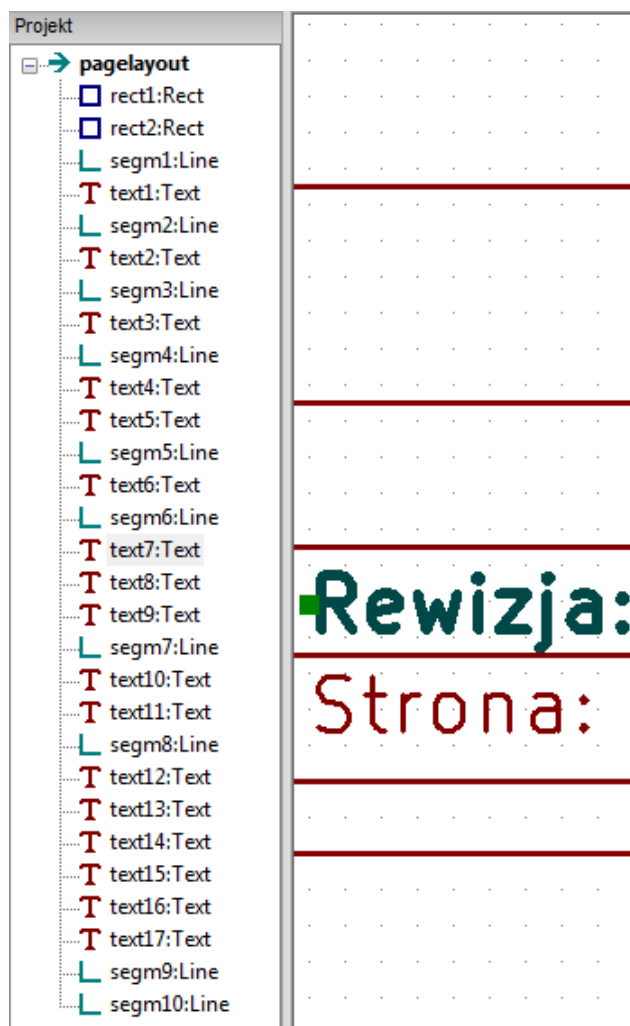 Projekt
pagelayout
rect1:Rect
rect2:Rect
segm1:Line
text1:Text
segm2:Line
text2:Text
segm3:Line
text3:Text
segm4:Line
text4:Text
text5:Text
segm5:Line
text6:Text
segm6:Line
text7:Text
text8:Text
text9:Text
segm7:Line
text10:Text
text11:Text
segm8:Line
text12:Text
text13:Text
text14:Text
text15:Text
text16:Text
text17:Text
segm9:Line
segm10:Line
Rewizja:
Strona: